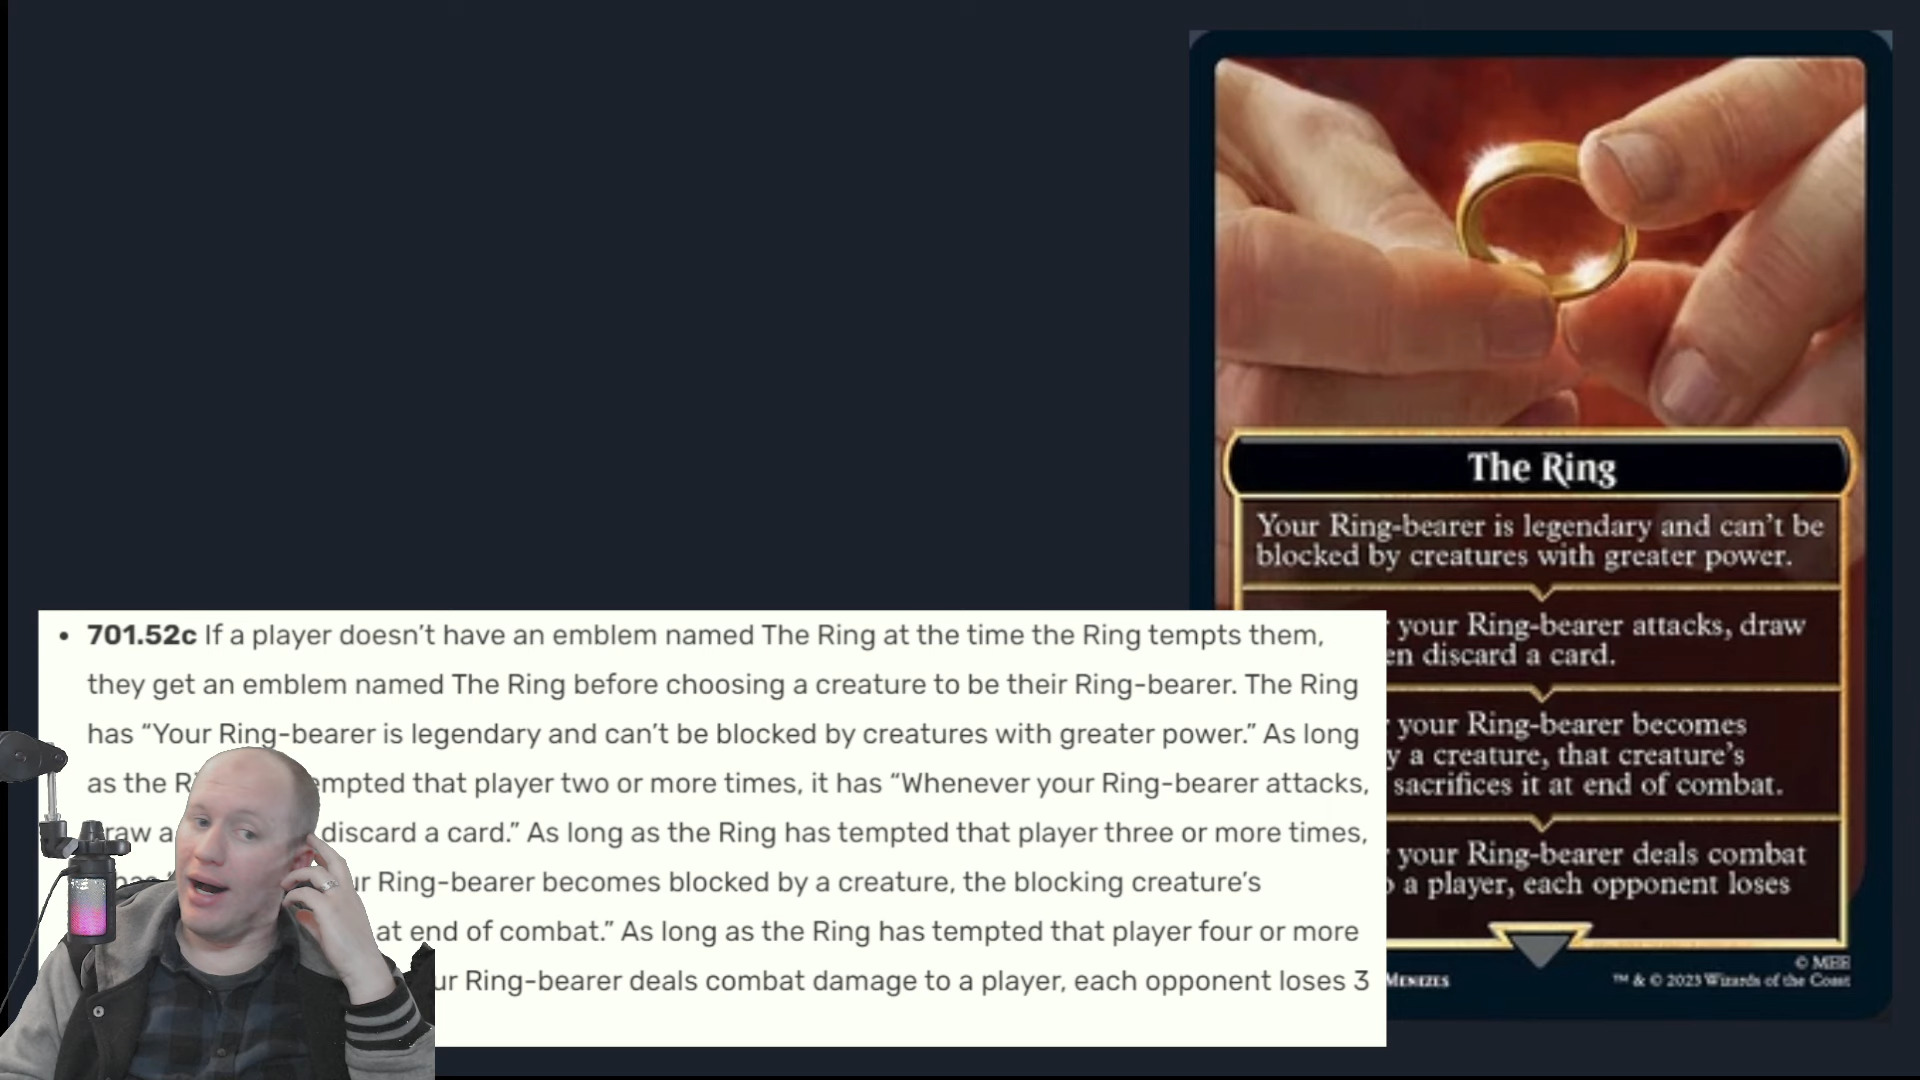 The Ring
Your Ring-bearer is legendary and can't be
blocked by creatures with greater power.
your Ring-bearer attacks, draw
discard a card.
your Ring-bearer becomes
a creature, that creature's
sacrifices it at end of combat.
your Ring-bearer deals combat
a player, each opponent loses
© MEE
™ & © 2023 Wizards of the Coast
• 701.52c If a player doesn't have an emblem named The Ring at the time the Ring tempts them,
they get an emblem named The Ring before choosing a creature to be their Ring-bearer. The Ring
has “Your Ring-bearer is legendary and can't be blocked by creatures with greater power.” As long
as the tempted that player two or more times, it has “Whenever your Ring-bearer attacks,
a discard a card.” As long as the Ring has tempted that player three or more times,
Ring-bearer becomes blocked by a creature, the blocking creature's
at end of combat.” As long as the Ring has tempted that player four or more
Ring-bearer deals combat damage to a player, each opponent loses 3